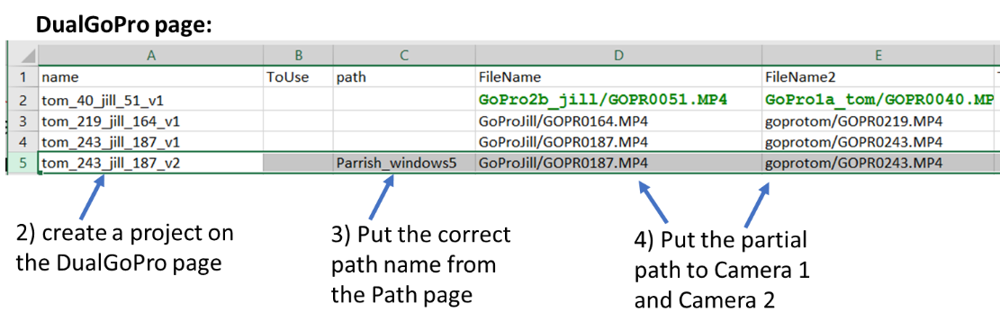 DualGoPro page:
A B C D E
1 name ToUse path FileName FileName2
2 tom_40_jill_51_v1 GoPro2b_jill/GOPR0051.MP4 GoPro1a_tom/GOPR0040.MP
3 tom_219_jill_164_v1 GoProJill/GOPR0164.MP4 goprotom/GOPR0219.MP4
4 tom_243_jill_187_v1 GoProJill/GOPR0187.MP4 goprotom/GOPR0243.MP4
5 tom_243_jill_187_v2 Parrish_windows5 GoProJill/GOPR0187.MP4 goprotom/GOPR0243.MP4
2) create a project on
the DualGoPro page
3) Put the correct
path name from
the Path page
4) Put the partial
path to Camera 1
and Camera 2